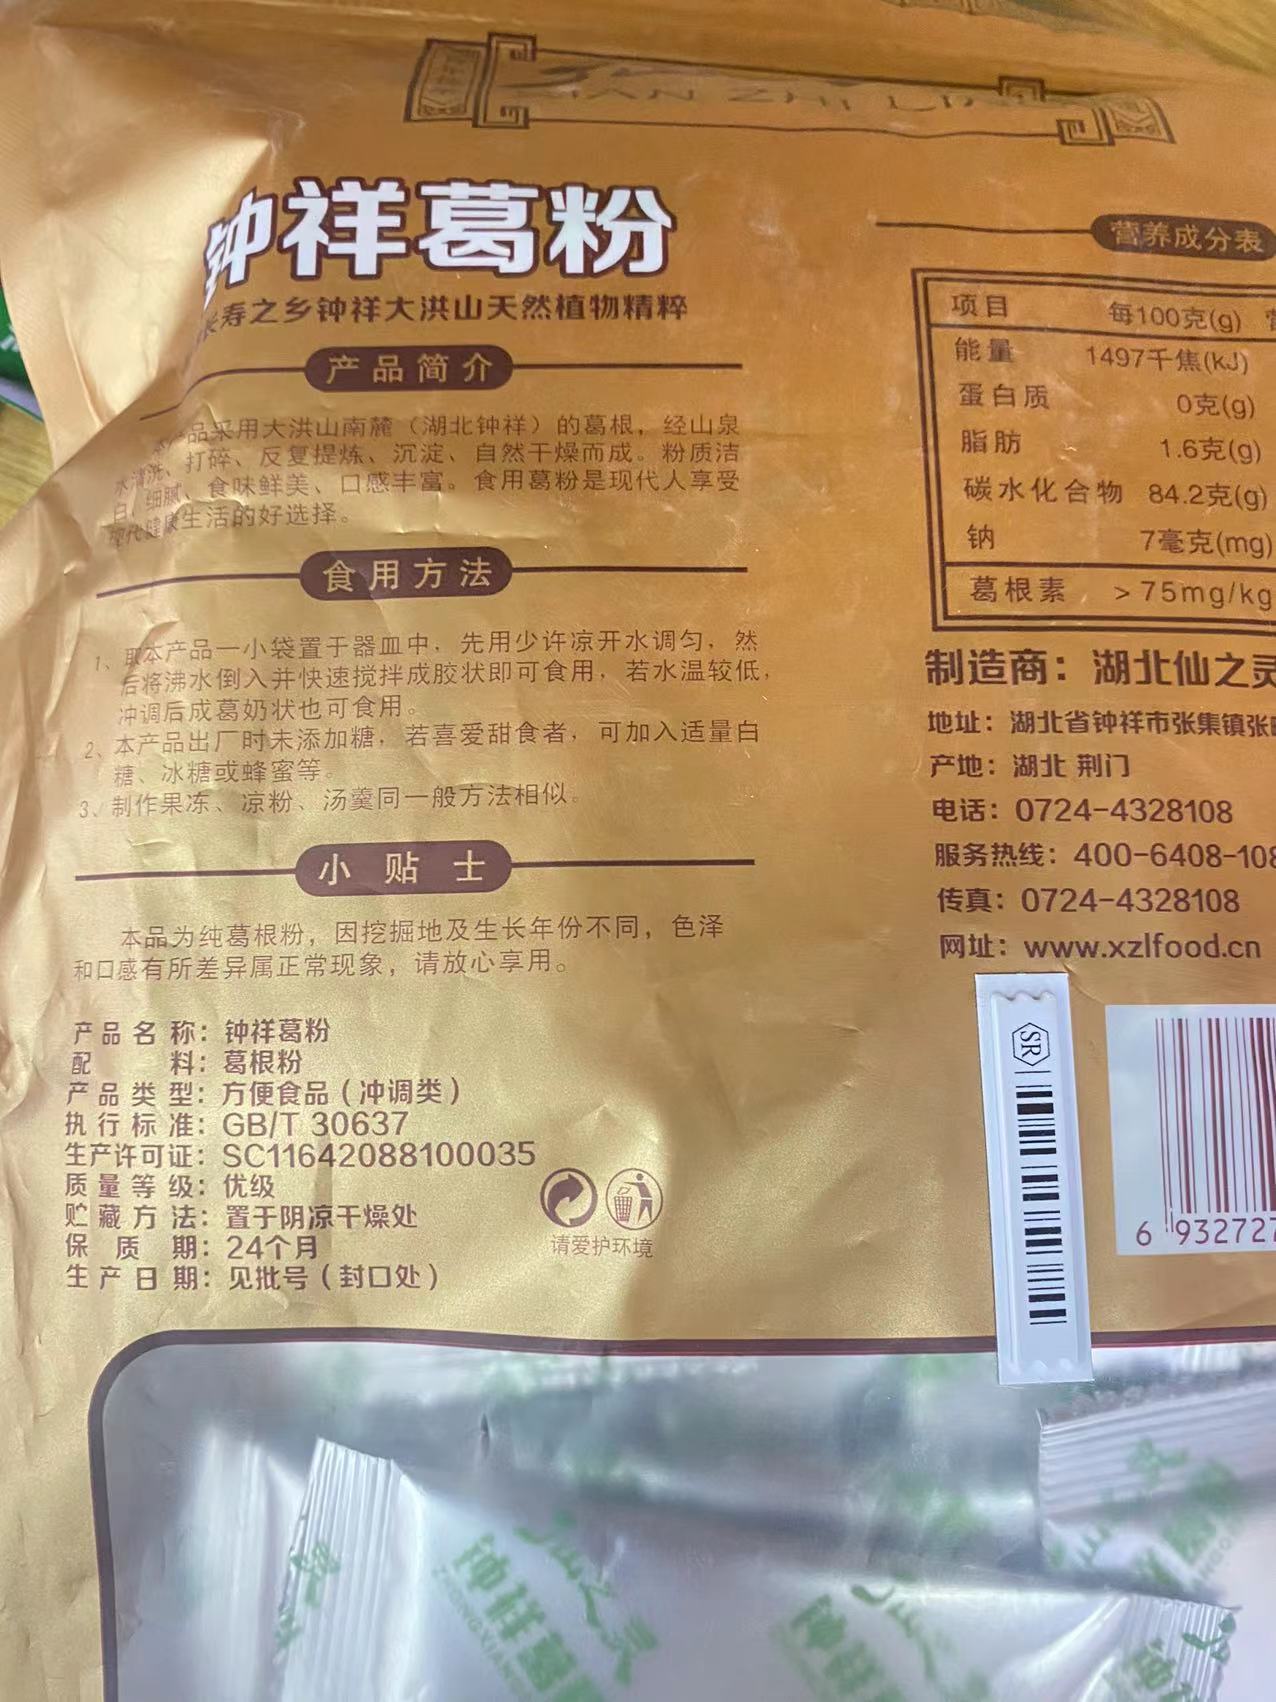 钟祥葛粉
长寿之乡钟祥大洪山天然植物精粹
产品简介
本产品采用大洪山南麓（湖北钟祥）的葛根，经山泉
水清洗、打碎、反复提炼、沉淀、自然干燥而成。粉质洁
白、细腻、食味鲜美、口感丰富。食用葛粉是现代人享受
现代健康生活的好选择。
食用方法
1、取本产品一小袋置于器皿中，先用少许凉开水调匀，然
后将沸水倒入并快速搅拌成胶状即可食用，若水温较低，
冲调后成葛奶状也可食用。
2、本产品出厂时未添加糖，若喜爱甜食者，可加入适量白
糖、冰糖或蜂蜜等。
3、制作果冻、凉粉、汤羹同一般方法相似。
小贴士
本品为纯葛根粉，因挖掘地及生长年份不同，色泽
和口感有所差异属正常现象，请放心享用。
产品名称：钟祥葛粉
配料：葛根粉
产品类型：方便食品（冲调类）
执行标准：GB/T 30637
生产许可证：SC11642088100035
质量等级：优级
贮藏方法：置于阴凉干燥处
保质期：24个月
生产日期：见批号（封口处）
请爱护环境
营养成分表
项目 每100克(g)
能量 1497千焦(kJ)
蛋白质 0克(g)
脂肪 1.6克(g)
碳水化合物 84.2克(g)
钠 7毫克(mg)
葛根素 >75mg/kg
制造商：湖北仙之灵
地址：湖北省钟祥市张集镇张
产地：湖北 荆门
电话：0724-4328108
服务热线：400-6408-108
传真：0724-4328108
网址：www.xzlfood.cn
SR
6 93272
仙之灵
钟祥葛